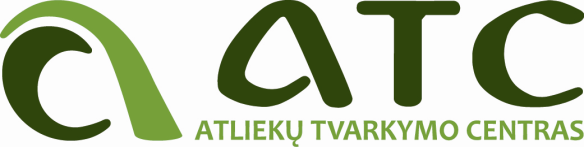 ATC
ATLIEKŲ TVARKYMO CENTRAS